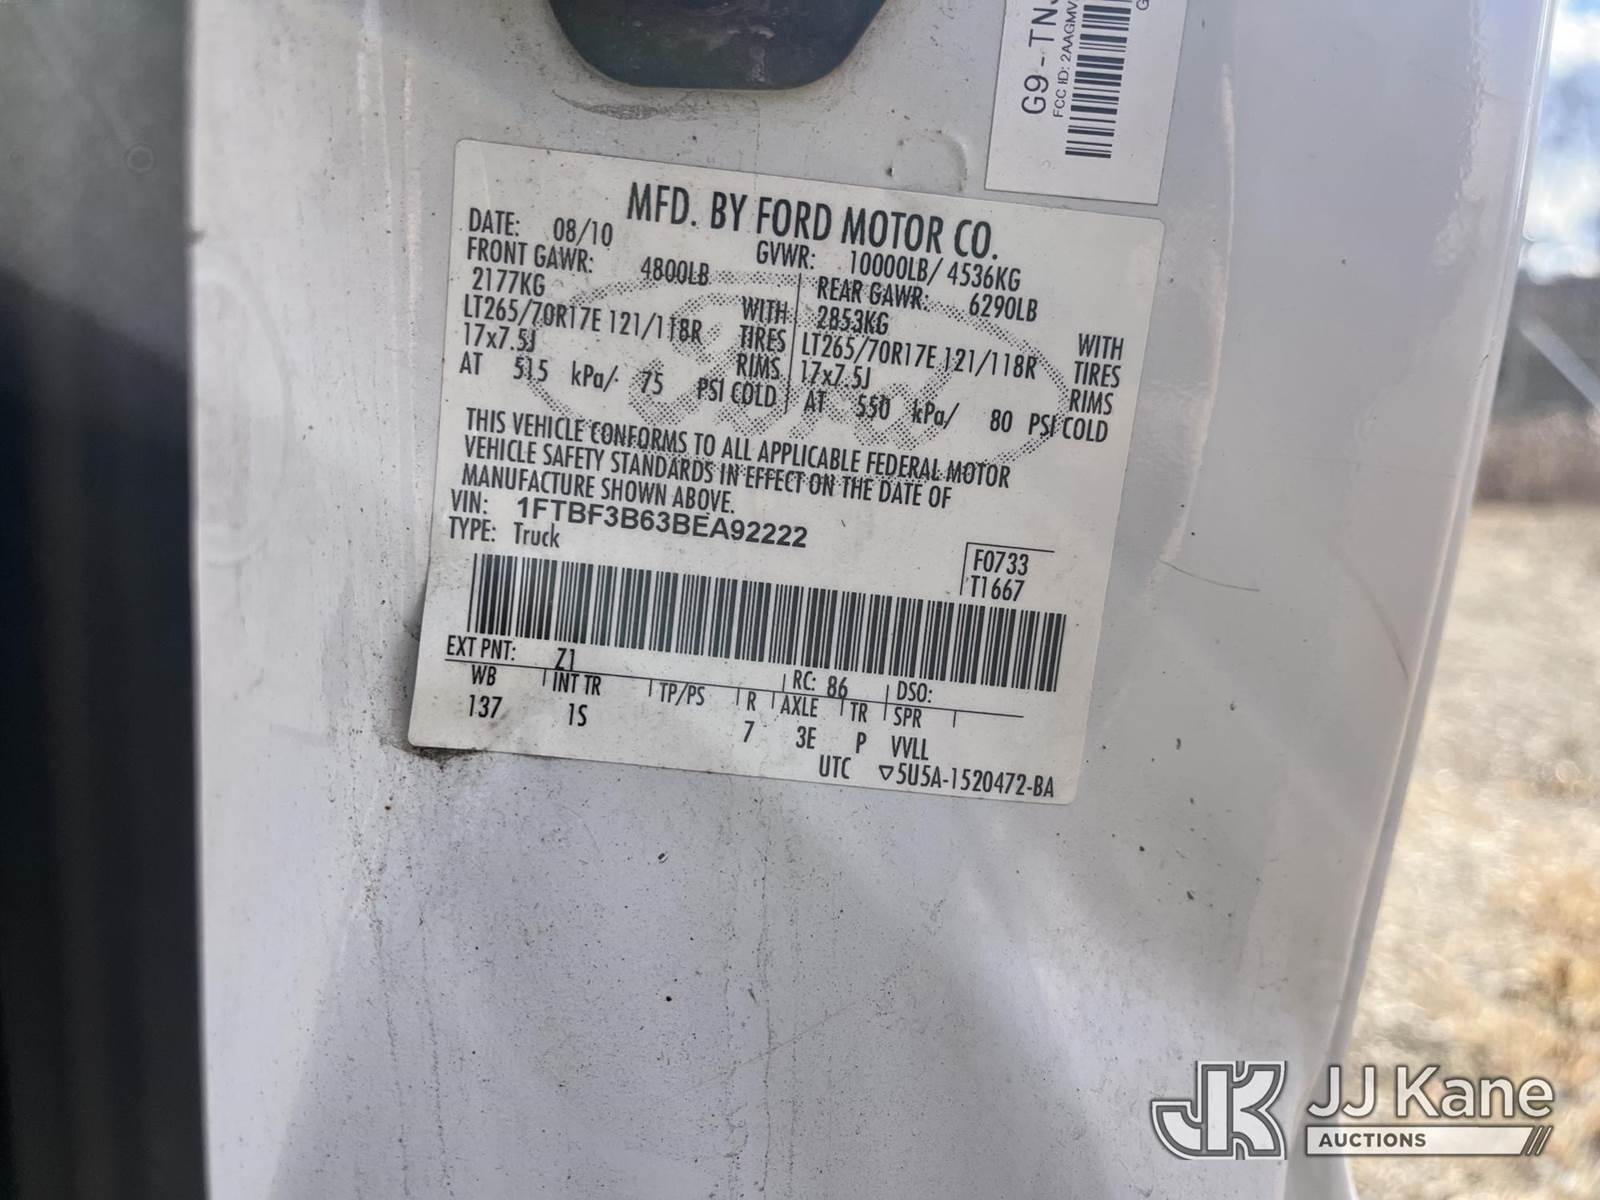 G9 - TN
FCC ID: 2AAGMV
MFD. BY FORD MOTOR CO.
DATE: 08/10 GVWR: 10000LB/ 4536KG
FRONT GAWR: 4800LB REAR GAWR: 6290LB
2177KG WITH 2853KG WITH
LT265/70R17E 121/118R TIRES LT265/70R17E 121/118R TIRES
17x7.5J RIMS 17x7.5J RIMS
AT 515 kPa/ 75 PSI COLD AT 550 kPa/ 80 PSI COLD
THIS VEHICLE CONFORMS TO ALL APPLICABLE FEDERAL MOTOR
VEHICLE SAFETY STANDARDS IN EFFECT ON THE DATE OF
MANUFACTURE SHOWN ABOVE.
VIN: 1FTBF3B63BEA92222
TYPE: Truck
F0733
T1667
EXT PNT: Z1 RC: 86 DSO:
WB INT TR TP/PS R AXLE TR SPR
137 1S 7 3E P VVLL
UTC ▽5U5A-1520472-BA
JK JJ Kane
AUCTIONS